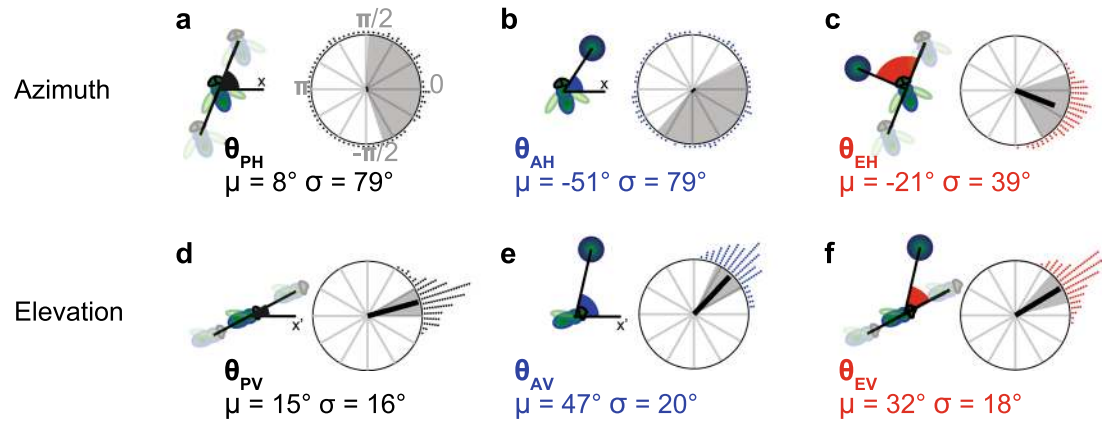 a
b
c
Azimuth
π/2
π
0
-π/2
x
x
θPH
μ = 8° σ = 79°
θAH
μ = -51° σ = 79°
θEH
μ = -21° σ = 39°
d
e
f
Elevation
x'
x'
θPV
μ = 15° σ = 16°
θAV
μ = 47° σ = 20°
θEV
μ = 32° σ = 18°